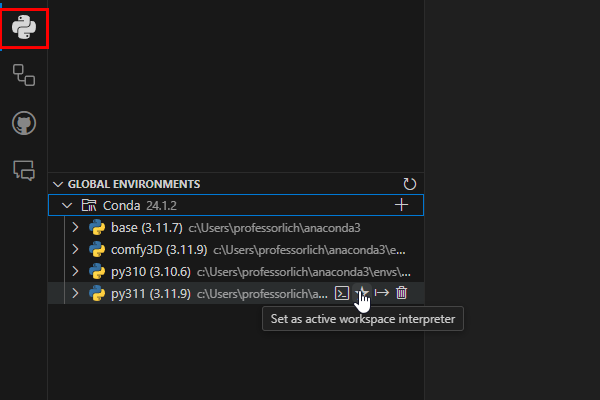 GLOBAL ENVIRONMENTS
Conda 24.1.2
base (3.11.7) c:\Users\professorlich\anaconda3
comfy3D (3.11.9) c:\Users\professorlich\anaconda3\e...
py310 (3.10.6) c:\Users\professorlich\anaconda3\envs\...
py311 (3.11.9) c:\Users\professorlich\a...
Set as active workspace interpreter